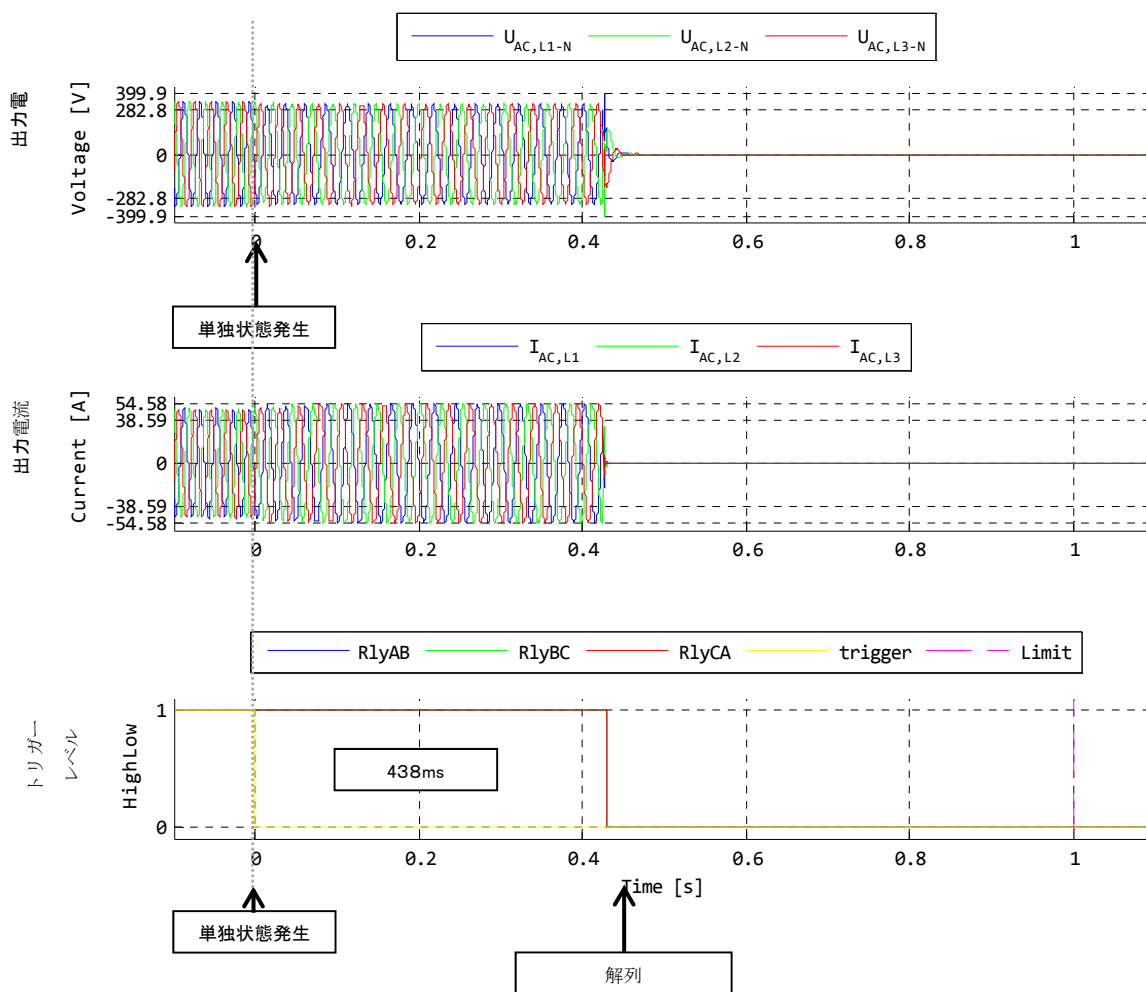 U_AC,L1-N U_AC,L2-N U_AC,L3-N
出力電
Voltage [V]
399.9
282.8
0
-282.8
-399.9
0 0.2 0.4 0.6 0.8 1
単独状態発生
I_AC,L1 I_AC,L2 I_AC,L3
出力電流
Current [A]
54.58
38.59
0
-38.59
-54.58
0 0.2 0.4 0.6 0.8 1
RlyAB RlyBC RlyCA trigger Limit
トリガー
レベル
HighLow
1
438ms
0
0 0.2 0.4 0.6 0.8 1
Time [s]
単独状態発生
解列